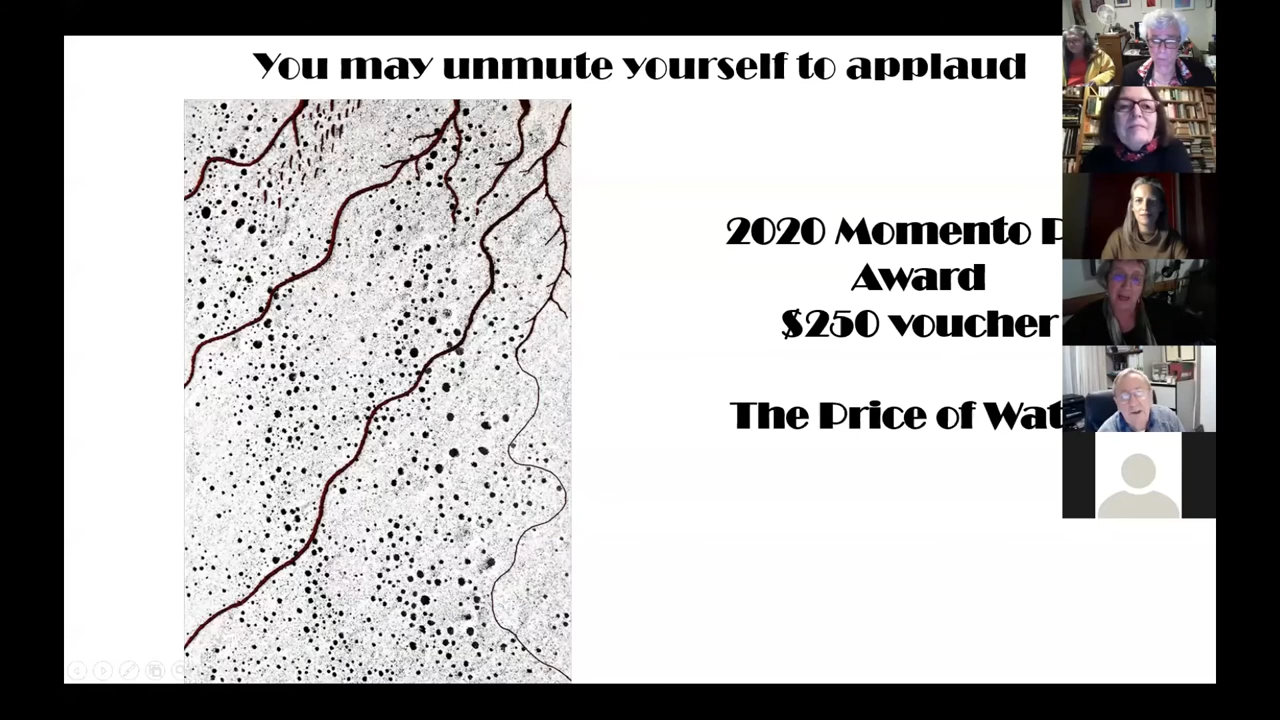 You may unmute yourself to applaud
2020 Momento
Award
$250 voucher
The Price of